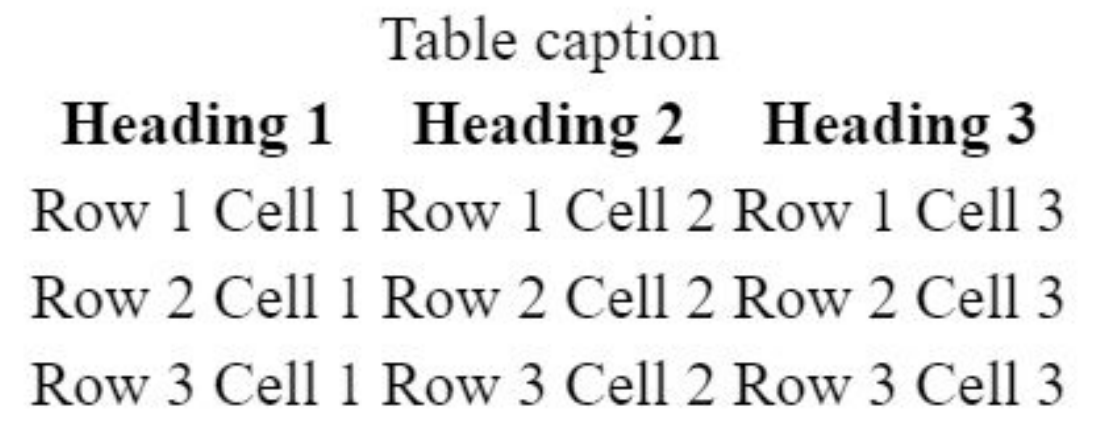 Table caption
Heading 1 Heading 2 Heading 3
Row 1 Cell 1 Row 1 Cell 2 Row 1 Cell 3
Row 2 Cell 1 Row 2 Cell 2 Row 2 Cell 3
Row 3 Cell 1 Row 3 Cell 2 Row 3 Cell 3